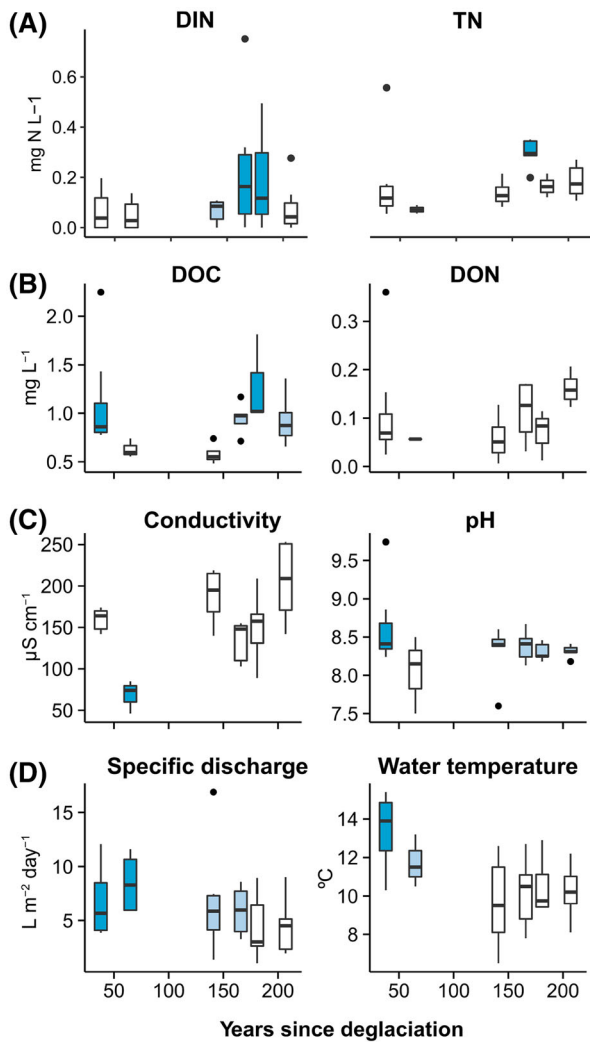 (A) DIN TN
mg N L−1
0.6
0.4
0.2
0.0
(B) DOC DON
mg L⁻¹
2.0
1.5
1.0
0.5
0.3
0.2
0.1
0.0
(C) Conductivity pH
µS cm⁻¹
250
200
150
100
50
9.5
9.0
8.5
8.0
7.5
(D) Specific discharge Water temperature
L m⁻² day⁻¹
15
10
5
ºC
14
12
10
8
50 100 150 200 50 100 150 200
Years since deglaciation